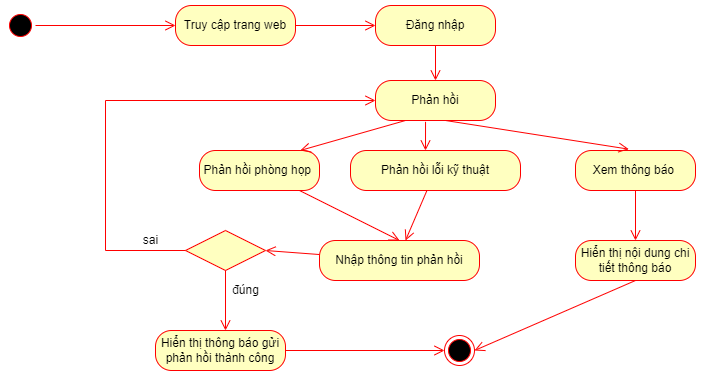 Truy cập trang web
Đăng nhập
Phản hồi
Phản hồi phòng họp
Phản hồi lỗi kỹ thuật
Xem thông báo
sai
Nhập thông tin phản hồi
Hiển thị nội dung chi
tiết thông báo
đúng
Hiển thị thông báo gửi
phản hồi thành công